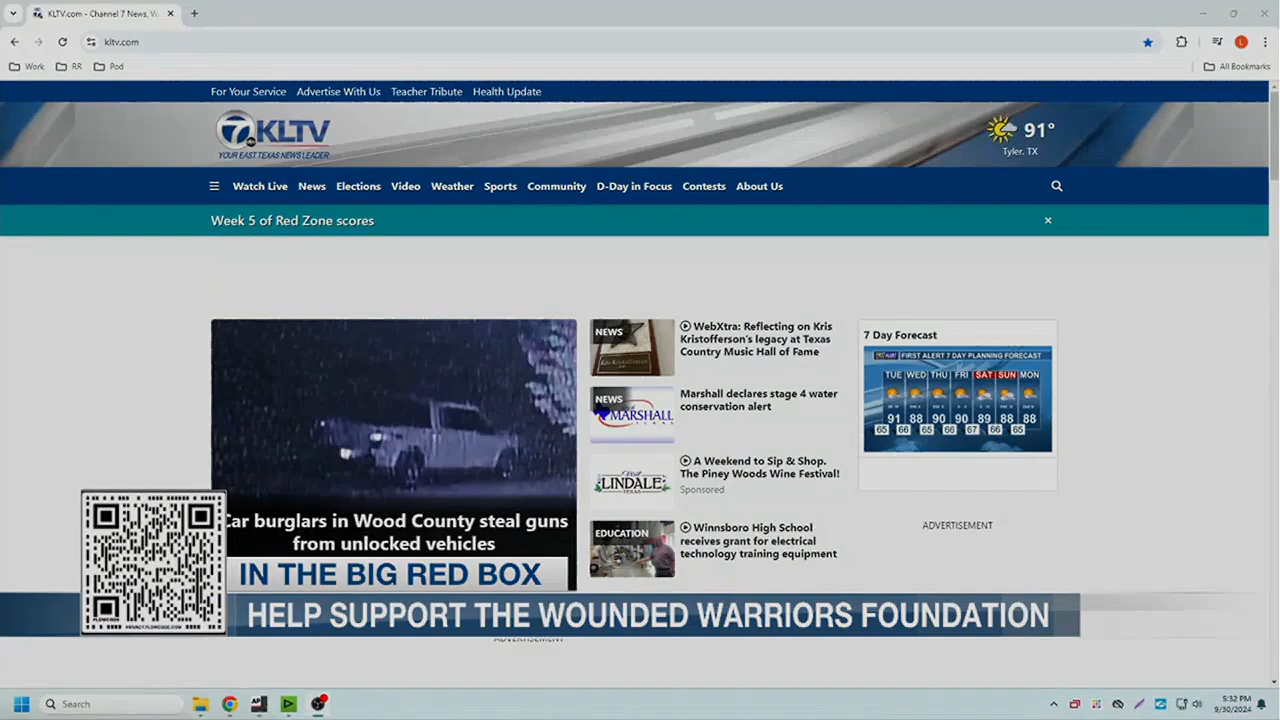 KLTV.com - Channel 7 News, W
kltv.com
Work
RR
Pod
All Bookmarks
For Your Service
Advertise With Us
Teacher Tribute
Health Update
7 KLTV
YOUR EAST TEXAS NEWS LEADER
91°
Tyler, TX
Watch Live
News
Elections
Video
Weather
Sports
Community
D-Day in Focus
Contests
About Us
Week 5 of Red Zone scores
×
Car burglars in Wood County steal guns
from unlocked vehicles
NEWS
WebXtra: Reflecting on Kris
Kristofferson's legacy at Texas
Country Music Hall of Fame
NEWS
MARSHALL
TEXAS
Marshall declares stage 4 water
conservation alert
Visit
LINDALE
TEXAS
A Weekend to Sip & Shop.
The Piney Woods Wine Festival!
Sponsored
EDUCATION
Winnsboro High School
receives grant for electrical
technology training equipment
7 Day Forecast
FIRST ALERT 7 DAY PLANNING FORECAST
TUE WED THU FRI SAT SUN MON
91 88 90 90 89 88 88
65 66 65 66 67 66 65
ADVERTISEMENT
IN THE BIG RED BOX
HELP SUPPORT THE WOUNDED WARRIORS FOUNDATION
FLOWCODE
PRIVACY.FLOWCODE.COM
ADVERTISEMENT
Search
5:32 PM
9/30/2024